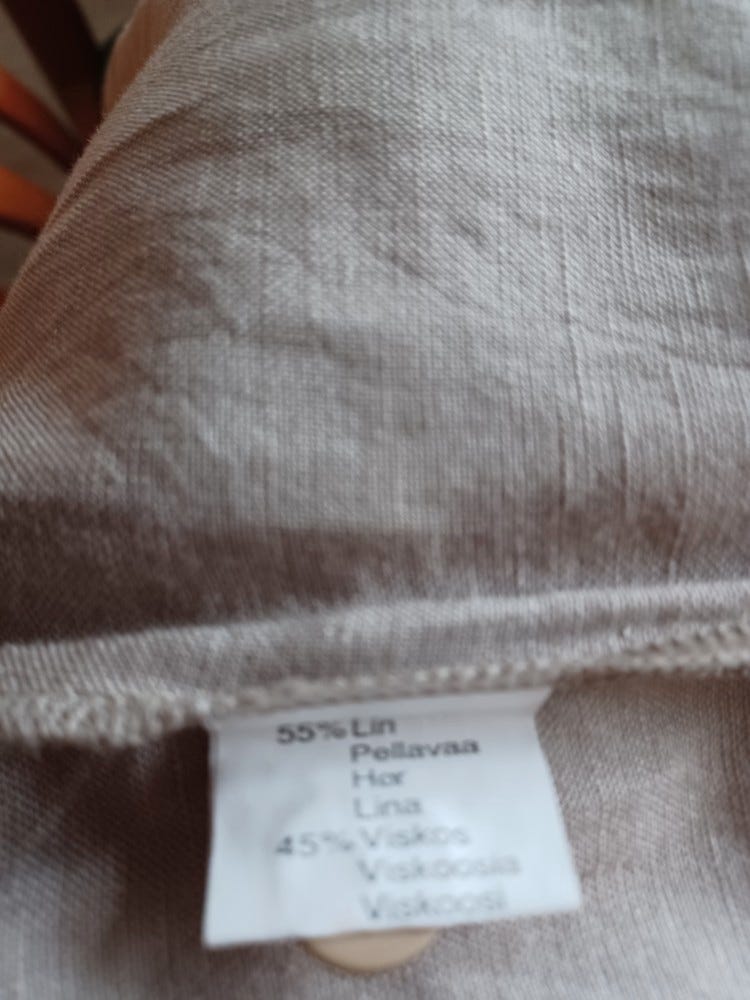 55% Lin
Pellavaa
Hør
Lina
45% Viskos
Viskoosia
Viskoosi